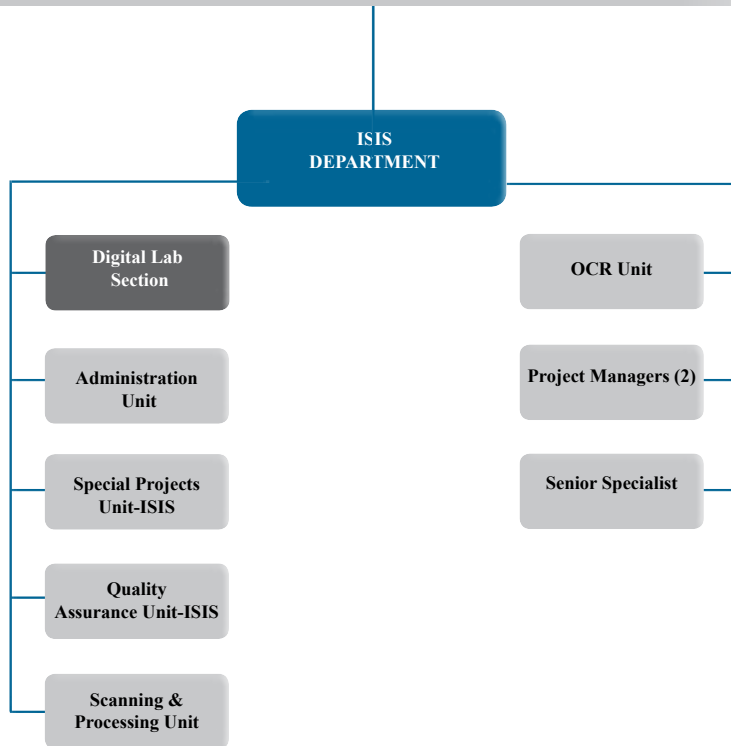 ISIS
DEPARTMENT
Digital Lab
Section
Administration
Unit
Special Projects
Unit-ISIS
Quality
Assurance Unit-ISIS
Scanning &
Processing Unit
OCR Unit
Project Managers (2)
Senior Specialist